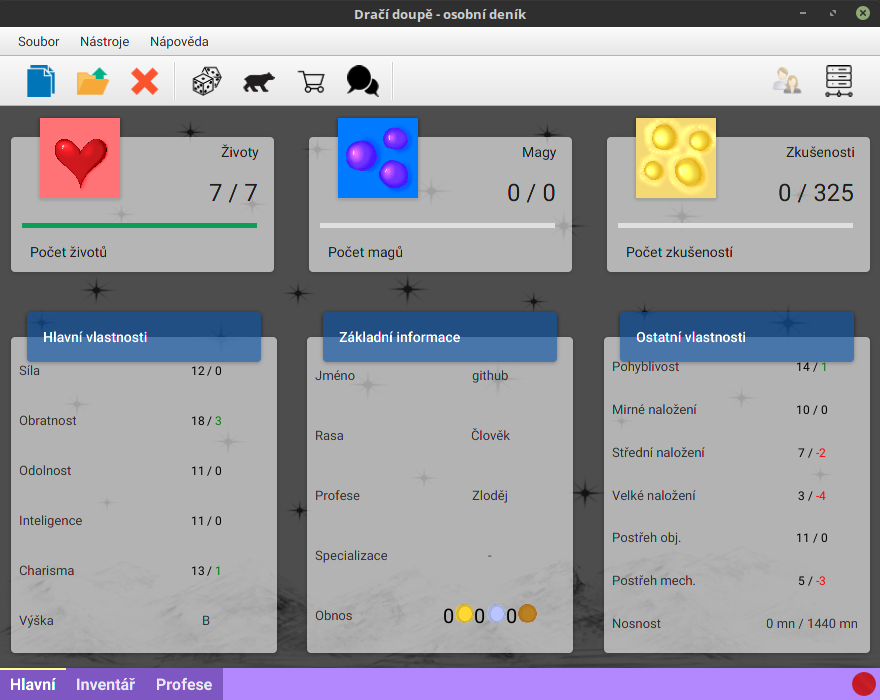 Dračí doupě - osobní deník
Soubor Nástroje Nápověda
Životy
7 / 7
Počet životů
Magy
0 / 0
Počet magů
Zkušenosti
0 / 325
Počet zkušeností
Hlavní vlastnosti
Síla 12 / 0
Obratnost 18 / 3
Odolnost 11 / 0
Inteligence 11 / 0
Charisma 13 / 1
Výška B
Základní informace
Jméno github
Rasa Člověk
Profese Zloděj
Specializace -
Obnos 0 0 0
Ostatní vlastnosti
Pohyblivost 14 / 1
Mirné naložení 10 / 0
Střední naložení 7 / -2
Velké naložení 3 / -4
Postřeh obj. 11 / 0
Postřeh mech. 5 / -3
Nosnost 0 mn / 1440 mn
Hlavní Inventář Profese